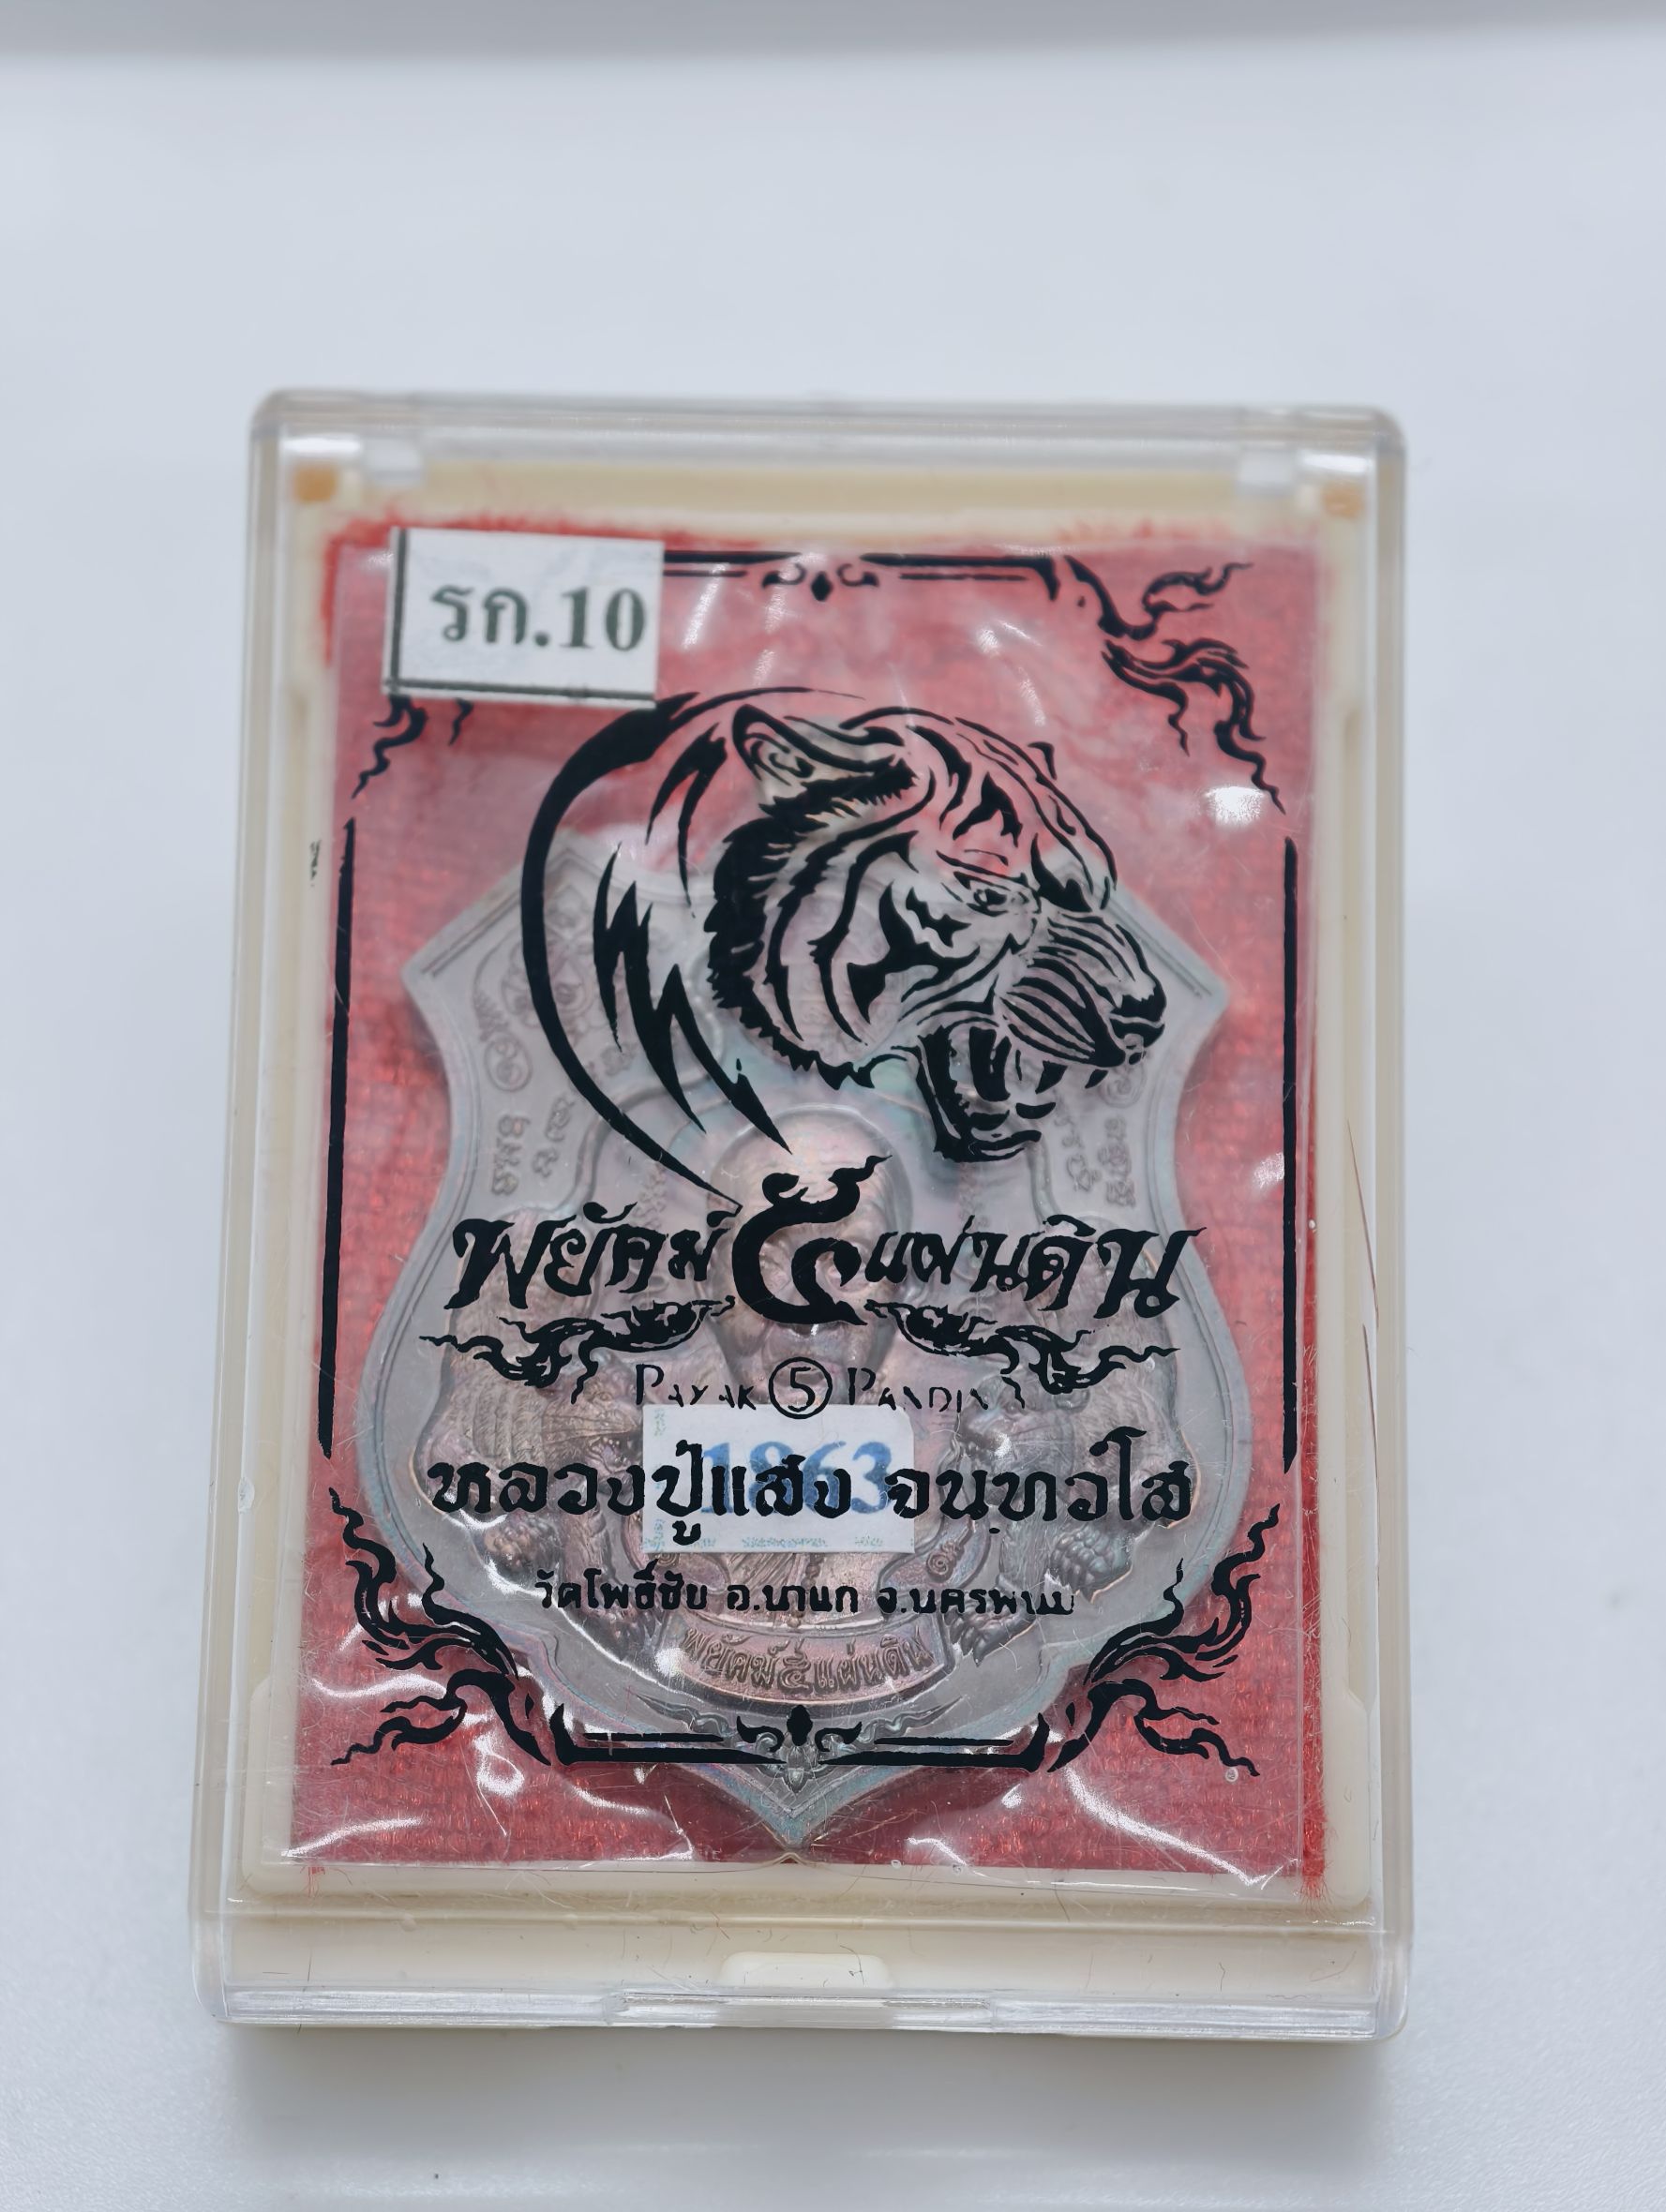 รก.10
พยัคฆ์ ๕ แผ่นดิน
PAYAK 5 PANDIN
1863
หลวงปู่แสง จนฺทวํโส
วัดโพธิ์ชัย อ.นาแก จ.นครพนม
พยัคฆ์๕แผ่นดิน